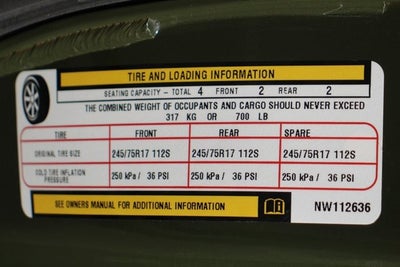 TIRE AND LOADING INFORMATION
SEATING CAPACITY - TOTAL 4 FRONT 2 REAR 2
THE COMBINED WEIGHT OF OCCUPANTS AND CARGO SHOULD NEVER EXCEED
317 KG OR 700 LB
TIRE FRONT REAR SPARE
ORIGINAL TIRE SIZE 245/75R17 112S 245/75R17 112S 245/75R17 112S
COLD TIRE INFLATION
PRESSURE 250 kPa / 36 PSI 250 kPa / 36 PSI 250 kPa / 36 PSI
SEE OWNERS MANUAL FOR ADDITIONAL INFORMATION NW112636